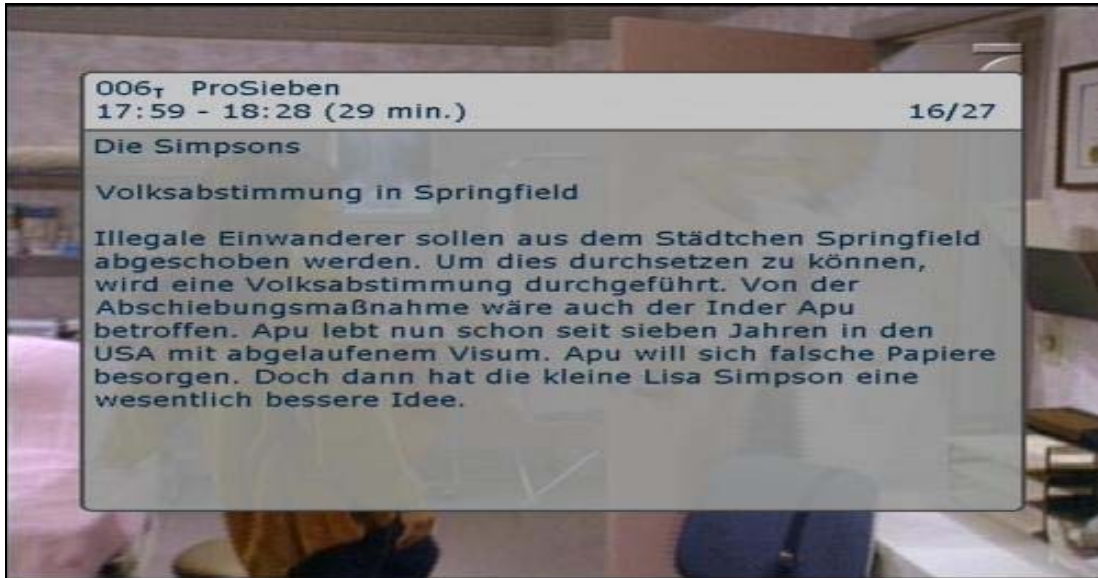 006T ProSieben
17:59 - 18:28 (29 min.) 16/27
Die Simpsons
Volksabstimmung in Springfield
Illegale Einwanderer sollen aus dem Städtchen Springfield
abgeschoben werden. Um dies durchsetzen zu können,
wird eine Volksabstimmung durchgeführt. Von der
Abschiebungsmaßnahme wäre auch der Inder Apu
betroffen. Apu lebt nun schon seit sieben Jahren in den
USA mit abgelaufenem Visum. Apu will sich falsche Papiere
besorgen. Doch dann hat die kleine Lisa Simpson eine
wesentlich bessere Idee.